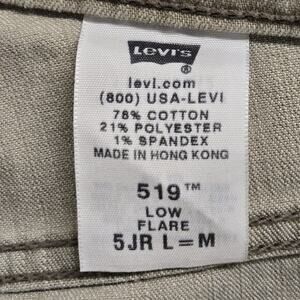 Levi's
®
levi.com
(800) USA-LEVI
78% COTTON
21% POLYESTER
1% SPANDEX
MADE IN HONG KONG
519™
LOW
FLARE
5JR L=M